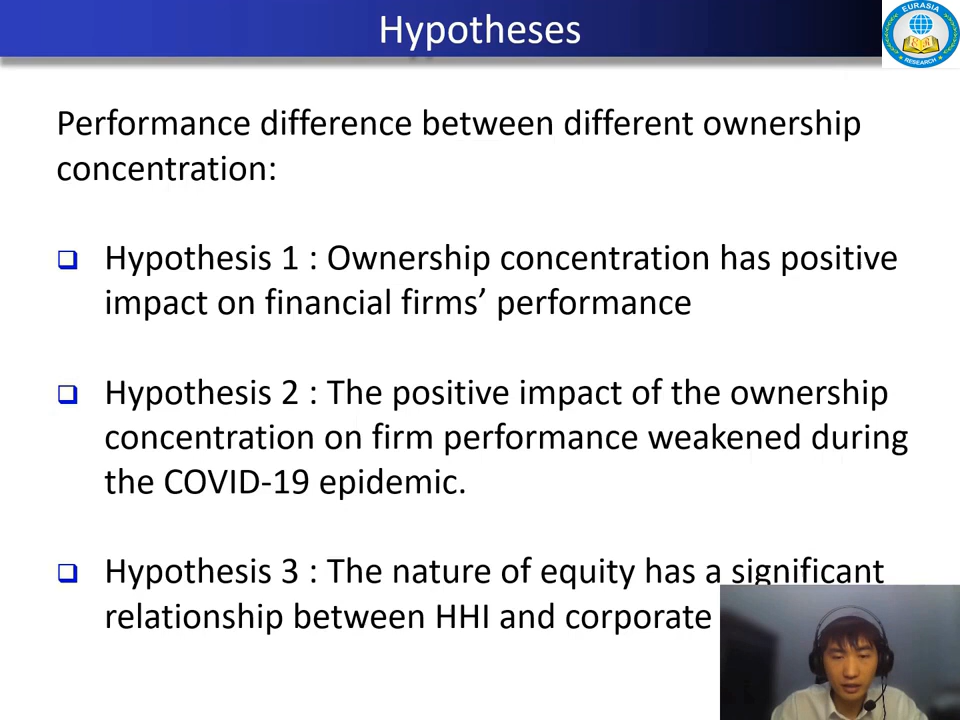 Hypotheses
EURASIA
RESEARCH
Performance difference between different ownership
concentration:
Hypothesis 1 : Ownership concentration has positive
impact on financial firms’ performance
Hypothesis 2 : The positive impact of the ownership
concentration on firm performance weakened during
the COVID-19 epidemic.
Hypothesis 3 : The nature of equity has a significant
relationship between HHI and corporate